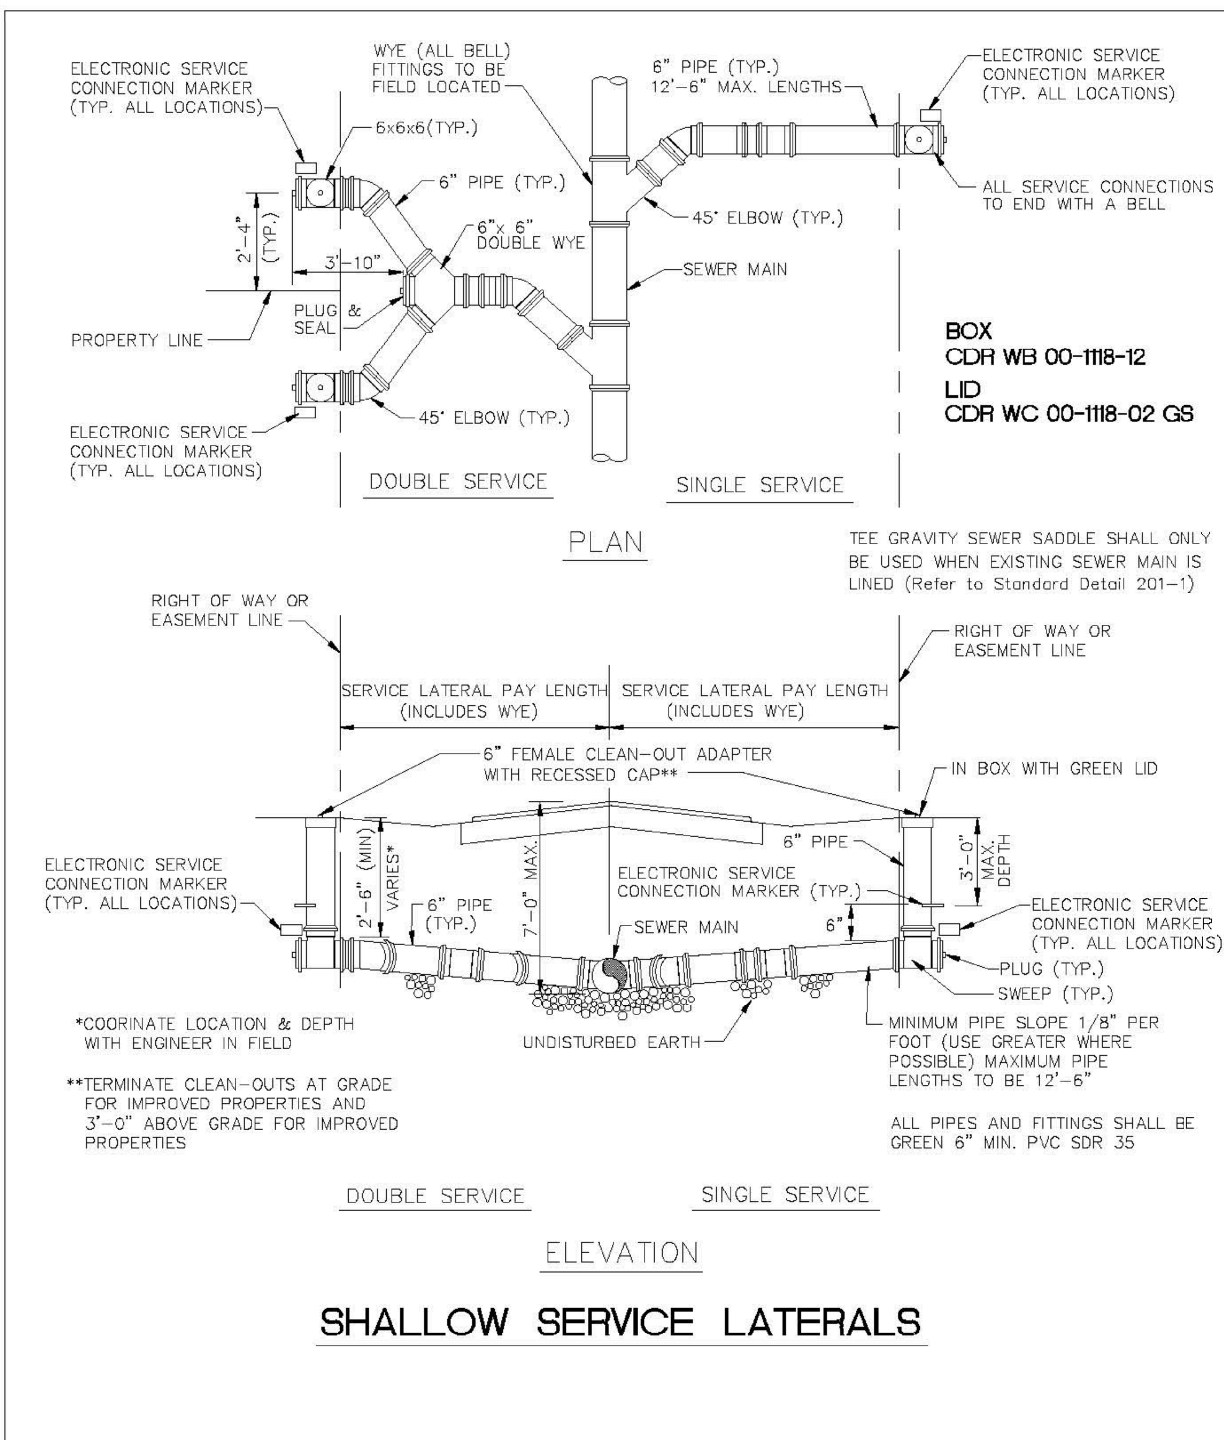 ELECTRONIC SERVICE
CONNECTION MARKER
(TYP. ALL LOCATIONS)
WYE (ALL BELL)
FITTINGS TO BE
FIELD LOCATED
6" PIPE (TYP.)
12'-6" MAX. LENGTHS
ELECTRONIC SERVICE
CONNECTION MARKER
(TYP. ALL LOCATIONS)
6x6x6(TYP.)
6" PIPE (TYP.)
ALL SERVICE CONNECTIONS
TO END WITH A BELL
2'-4"
(TYP.)
6"x 6"
DOUBLE WYE
45° ELBOW (TYP.)
3'-10"
SEWER MAIN
PLUG &
SEAL
PROPERTY LINE
BOX
CDR WB 00-1118-12
LID
CDR WC 00-1118-02 GS
45° ELBOW (TYP.)
ELECTRONIC SERVICE
CONNECTION MARKER
(TYP. ALL LOCATIONS)
DOUBLE SERVICE
SINGLE SERVICE
PLAN
TEE GRAVITY SEWER SADDLE SHALL ONLY
BE USED WHEN EXISTING SEWER MAIN IS
LINED (Refer to Standard Detail 201-1)
RIGHT OF WAY OR
EASEMENT LINE
RIGHT OF WAY OR
EASEMENT LINE
SERVICE LATERAL PAY LENGTH
(INCLUDES WYE)
SERVICE LATERAL PAY LENGTH
(INCLUDES WYE)
6" FEMALE CLEAN-OUT ADAPTER
WITH RECESSED CAP**
IN BOX WITH GREEN LID
2'-6" (MIN)
VARIES*
7'-0" MAX.
6" PIPE
3'-0"
MAX.
DEPTH
ELECTRONIC SERVICE
CONNECTION MARKER
(TYP. ALL LOCATIONS)
ELECTRONIC SERVICE
CONNECTION MARKER (TYP.)
6" PIPE
(TYP.)
6"
SEWER MAIN
ELECTRONIC SERVICE
CONNECTION MARKER
(TYP. ALL LOCATIONS)
PLUG (TYP.)
SWEEP (TYP.)
*COORINATE LOCATION & DEPTH
WITH ENGINEER IN FIELD
UNDISTURBED EARTH
MINIMUM PIPE SLOPE 1/8" PER
FOOT (USE GREATER WHERE
POSSIBLE) MAXIMUM PIPE
LENGTHS TO BE 12'-6"
**TERMINATE CLEAN-OUTS AT GRADE
FOR IMPROVED PROPERTIES AND
3'-0" ABOVE GRADE FOR IMPROVED
PROPERTIES
ALL PIPES AND FITTINGS SHALL BE
GREEN 6" MIN. PVC SDR 35
DOUBLE SERVICE
SINGLE SERVICE
ELEVATION
SHALLOW SERVICE LATERALS